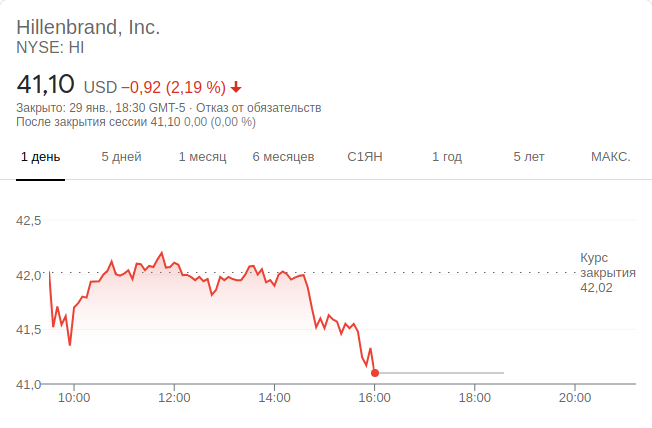 Hillenbrand, Inc.
NYSE: HI
41,10 USD −0,92 (2,19 %)
Закрыто: 29 янв., 18:30 GMT-5 · Отказ от обязательств
После закрытия сессии 41,10 0,00 (0,00 %)
1 день 5 дней 1 месяц 6 месяцев С1ЯН 1 год 5 лет МАКС.
42,5
42,0
41,5
41,0
Курс
закрытия
42,02
10:00 12:00 14:00 16:00 18:00 20:00